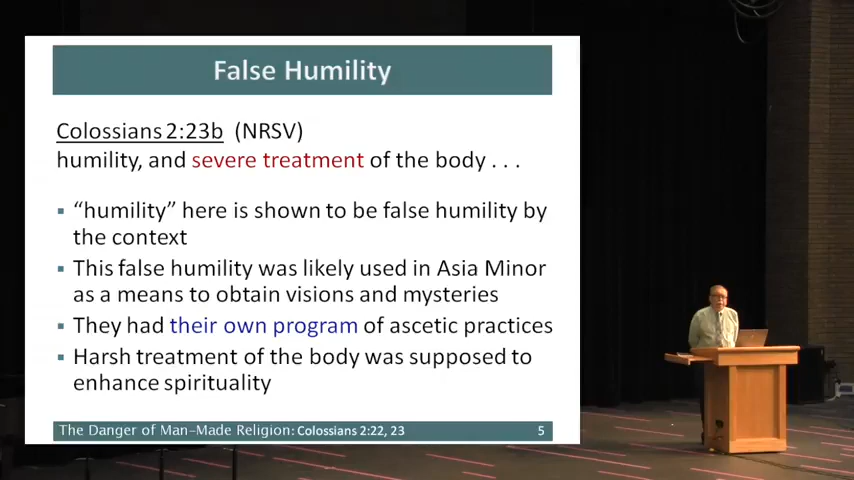 False Humility
Colossians 2:23b (NRSV)
humility, and severe treatment of the body . . .
▪ “humility” here is shown to be false humility by
the context
▪ This false humility was likely used in Asia Minor
as a means to obtain visions and mysteries
▪ They had their own program of ascetic practices
▪ Harsh treatment of the body was supposed to
enhance spirituality
The Danger of Man-Made Religion: Colossians 2:22, 23 5